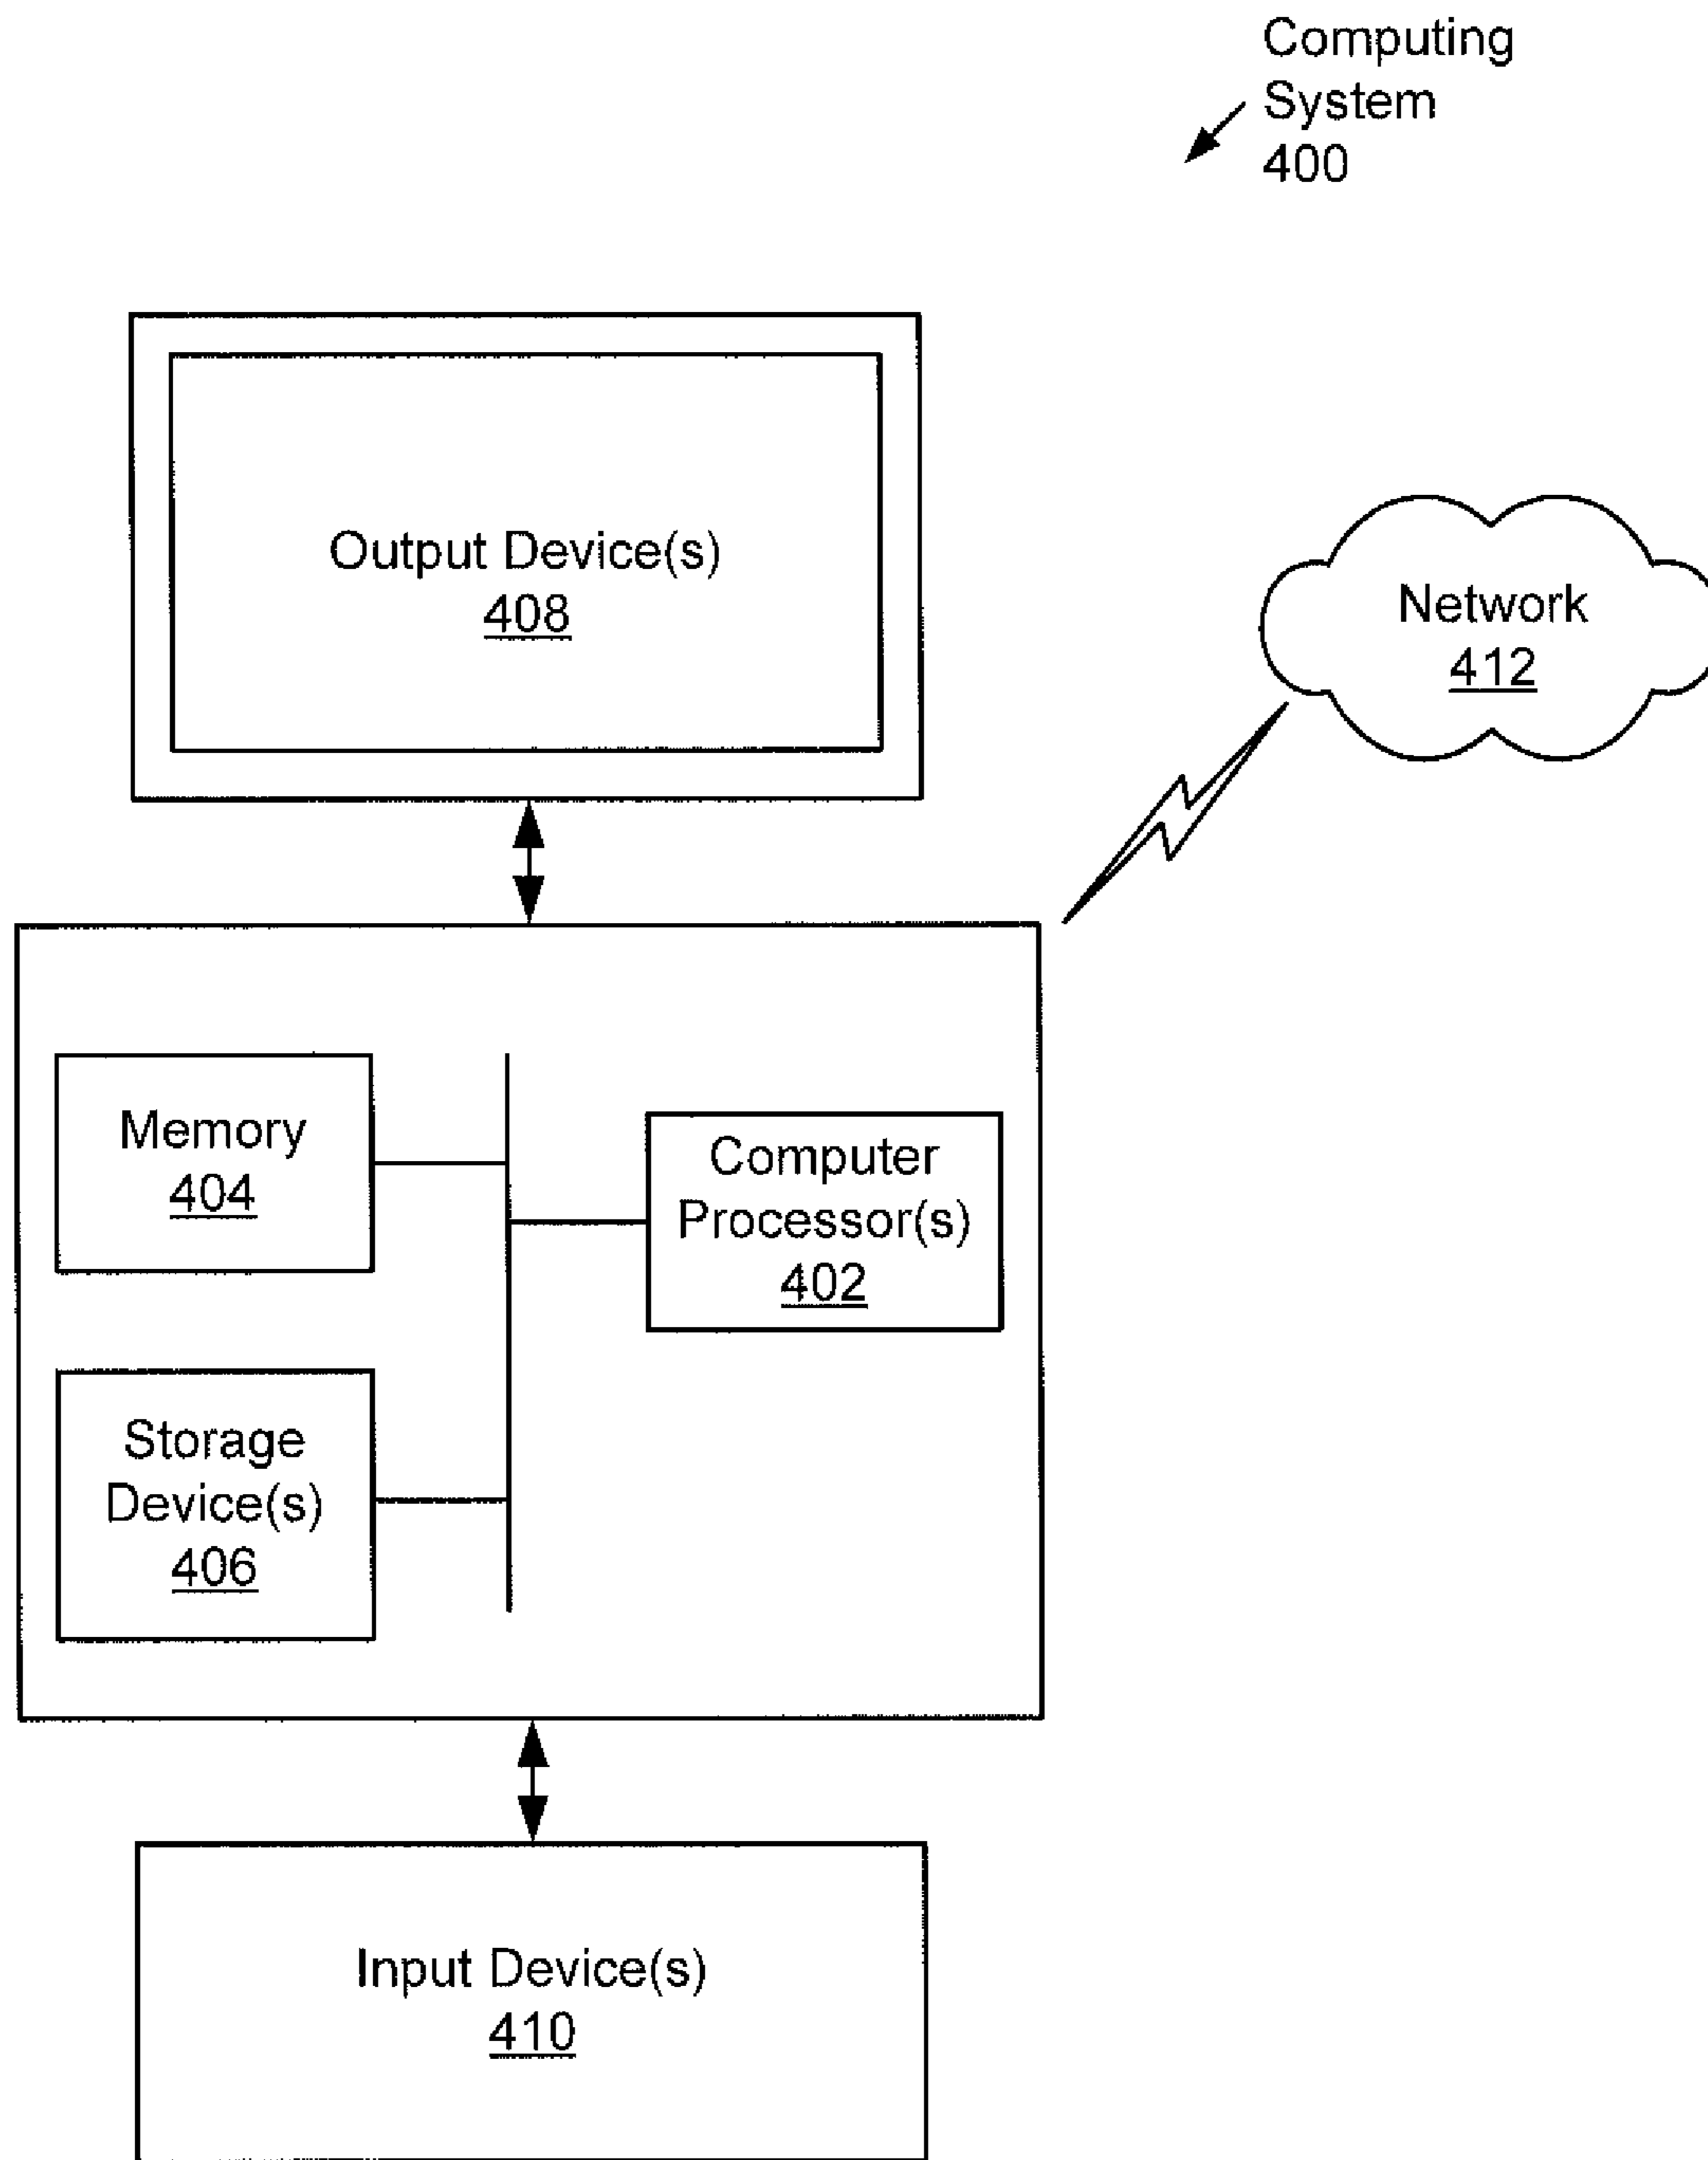 Computing
System
400
Output Device(s)
408
Network
412
Memory
404
Computer
Processor(s)
402
Storage
Device(s)
406
Input Device(s)
410